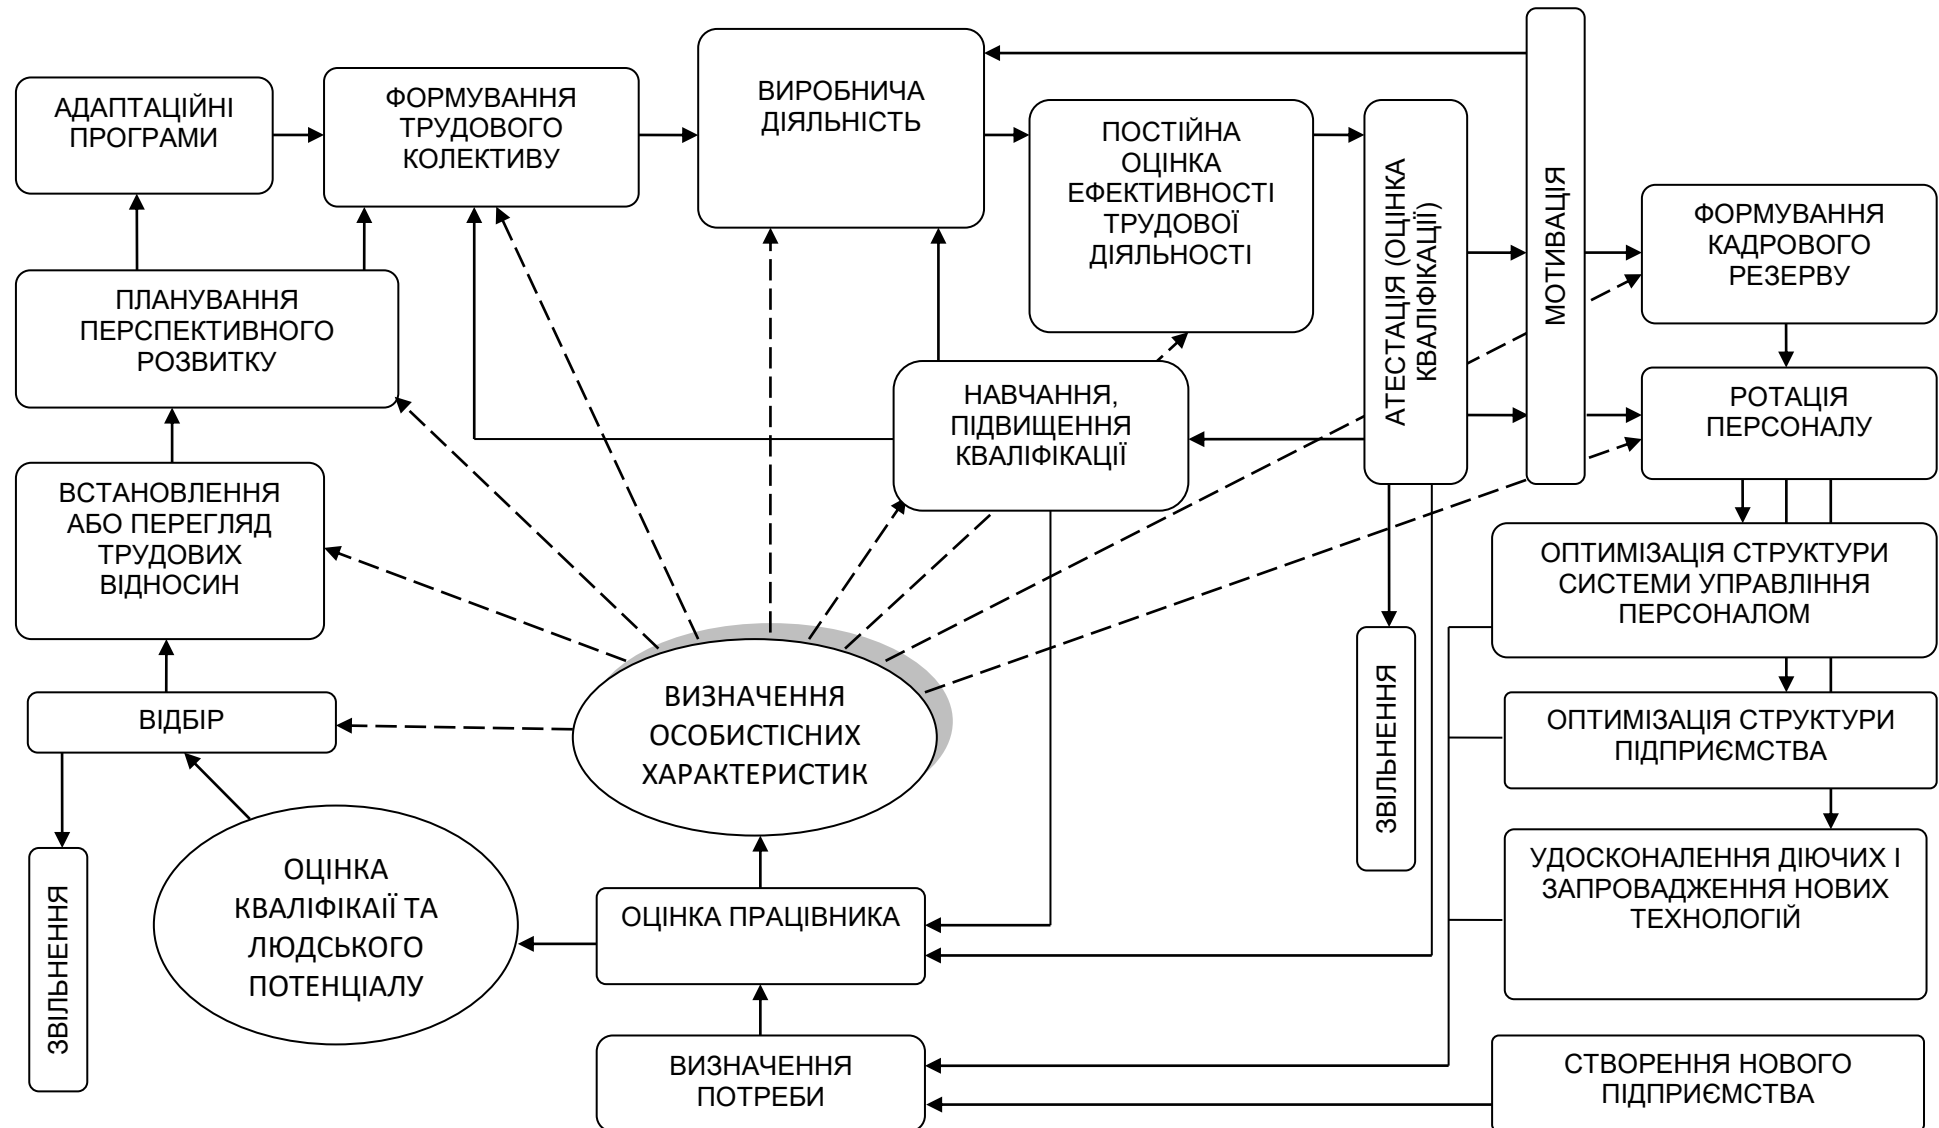 АДАПТАЦІЙНІ
ПРОГРАМИ
ФОРМУВАННЯ
ТРУДОВОГО
КОЛЕКТИВУ
ВИРОБНИЧА
ДІЯЛЬНІСТЬ
ПОСТІЙНА
ОЦІНКА
ЕФЕКТИВНОСТІ
ТРУДОВОЇ
ДІЯЛЬНОСТІ
АТЕСТАЦІЯ (ОЦІНКА
КВАЛІФІКАЦІЇ)
МОТИВАЦІЯ
ФОРМУВАННЯ
КАДРОВОГО
РЕЗЕРВУ
ПЛАНУВАННЯ
ПЕРСПЕКТИВНОГО
РОЗВИТКУ
НАВЧАННЯ,
ПІДВИЩЕННЯ
КВАЛІФІКАЦІЇ
РОТАЦІЯ
ПЕРСОНАЛУ
ВСТАНОВЛЕННЯ
АБО ПЕРЕГЛЯД
ТРУДОВИХ
ВІДНОСИН
ОПТИМІЗАЦІЯ СТРУКТУРИ
СИСТЕМИ УПРАВЛІННЯ
ПЕРСОНАЛОМ
ВІДБІР
ВИЗНАЧЕННЯ
ОСОБИСТІСНИХ
ХАРАКТЕРИСТИК
ЗВІЛЬНЕННЯ
ОПТИМІЗАЦІЯ СТРУКТУРИ
ПІДПРИЄМСТВА
ЗВІЛЬНЕННЯ
ОЦІНКА
КВАЛІФІКАІЇ ТА
ЛЮДСЬКОГО
ПОТЕНЦІАЛУ
ОЦІНКА ПРАЦІВНИКА
УДОСКОНАЛЕННЯ ДІЮЧИХ І
ЗАПРОВАДЖЕННЯ НОВИХ
ТЕХНОЛОГІЙ
ВИЗНАЧЕННЯ
ПОТРЕБИ
СТВОРЕННЯ НОВОГО
ПІДПРИЄМСТВА